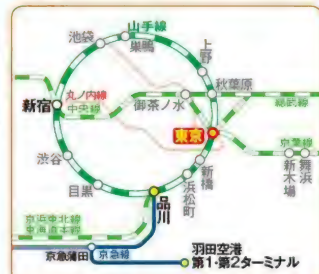 山手線
池袋
巣鴨
上野
丸ノ内線
秋葉原
新宿
中央線
御茶ノ水
総武線
東京
京葉線
渋谷
新橋
新木場
舞浜
目黒
浜松町
品川
京浜東北線
東海道本線
京急線
京急蒲田
羽田空港
第1・第2ターミナル